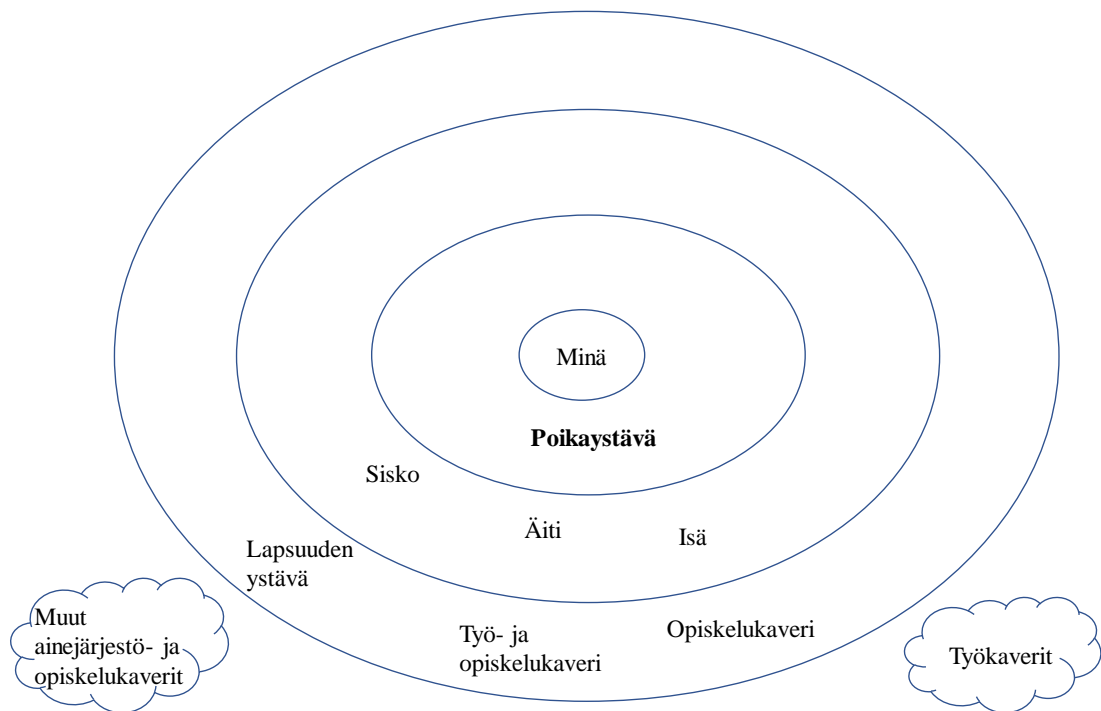 Minä
Poikaystävä
Sisko
Äiti
Isä
Lapsuuden
ystävä
Työ- ja
opiskelukaveri
Opiskelukaveri
Muut
ainejärjestö- ja
opiskelukaverit
Työkaverit